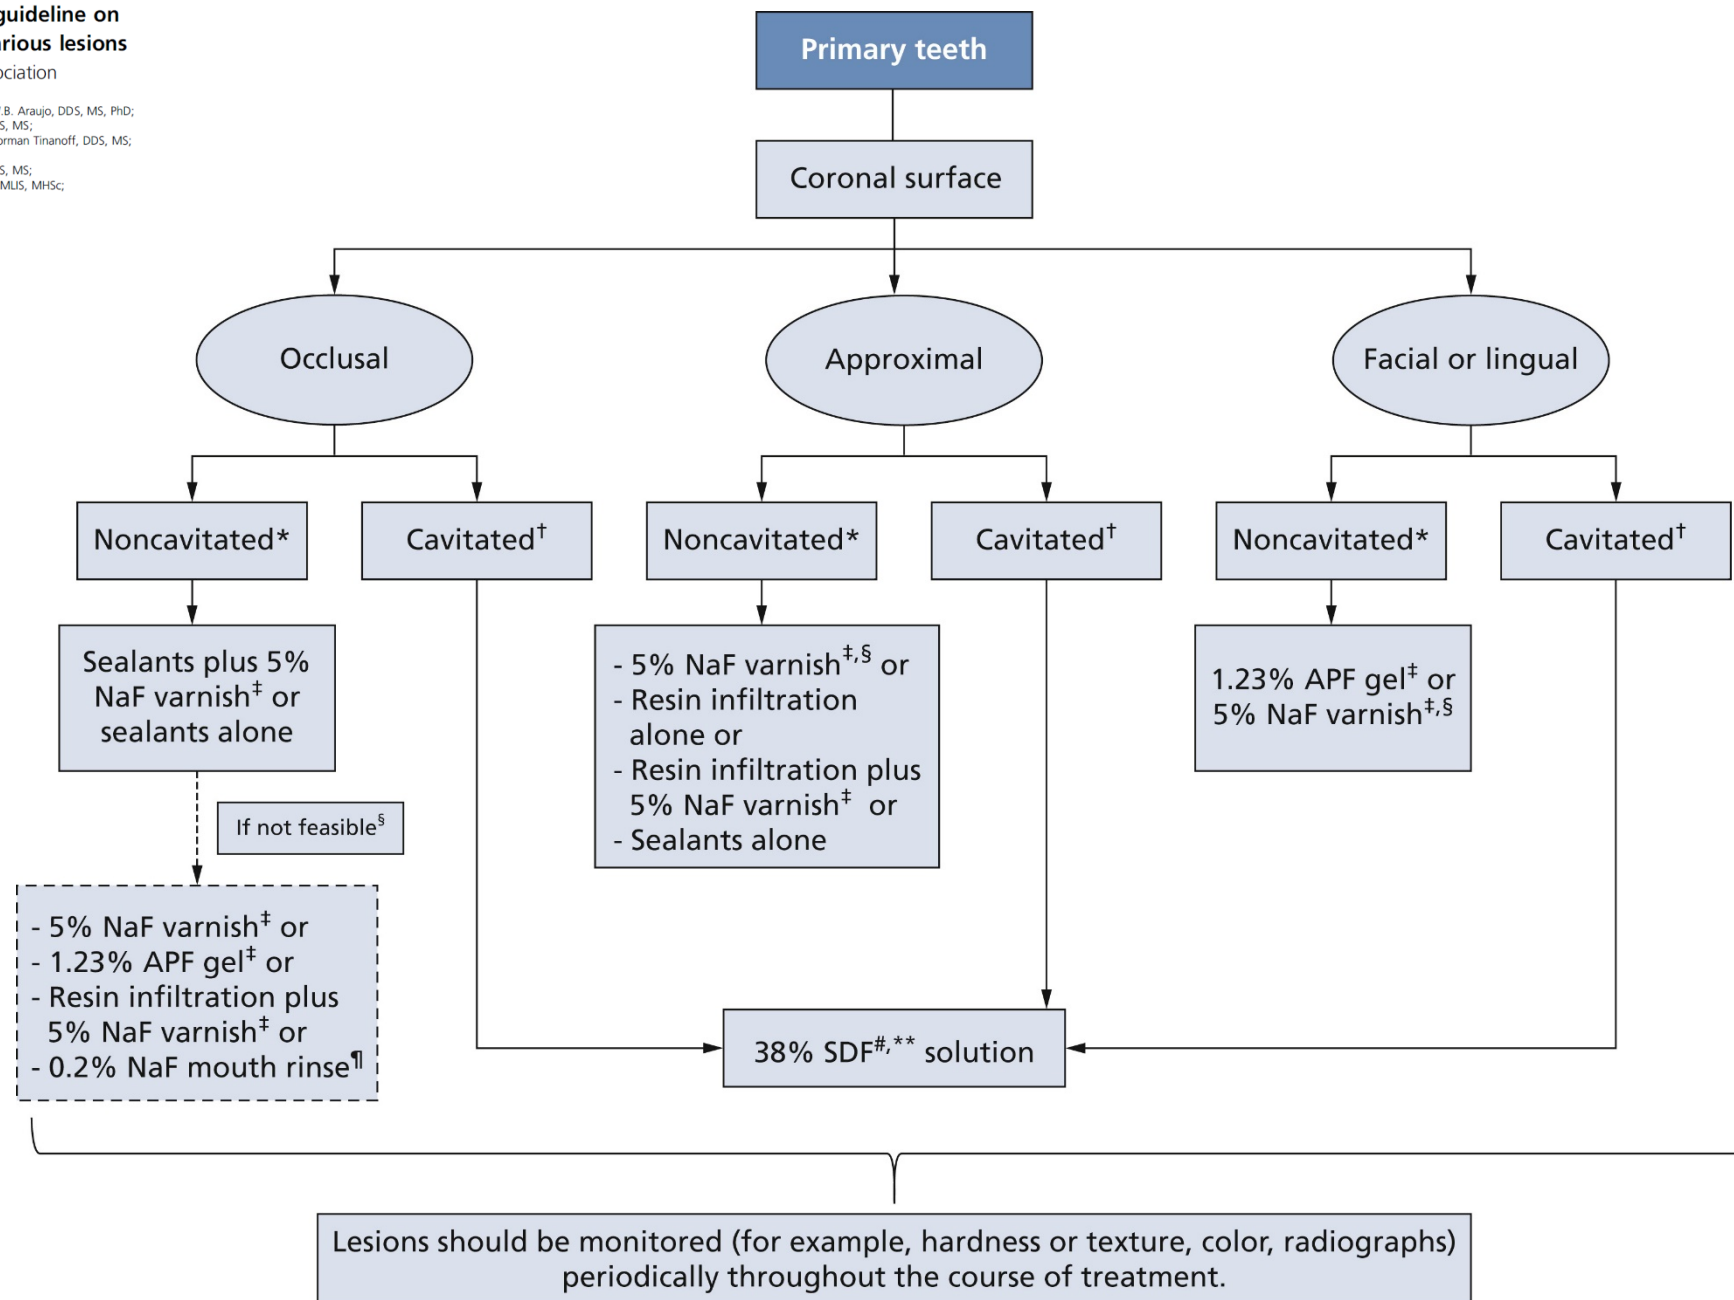 guideline on
arious lesions
ociation
.B. Araujo, DDS, MS, PhD;
S, MS;
orman Tinanoff, DDS, MS;
S, MS;
MLIS, MHSc;
Primary teeth
Coronal surface
Occlusal
Approximal
Facial or lingual
Noncavitated*
Cavitated†
Noncavitated*
Cavitated†
Noncavitated*
Cavitated†
Sealants plus 5%
NaF varnish‡ or
sealants alone
- 5% NaF varnish‡,§ or
- Resin infiltration
alone or
- Resin infiltration plus
5% NaF varnish‡ or
- Sealants alone
1.23% APF gel‡ or
5% NaF varnish‡,§
If not feasible§
- 5% NaF varnish‡ or
- 1.23% APF gel‡ or
- Resin infiltration plus
5% NaF varnish‡ or
- 0.2% NaF mouth rinse¶
38% SDF#,** solution
Lesions should be monitored (for example, hardness or texture, color, radiographs)
periodically throughout the course of treatment.